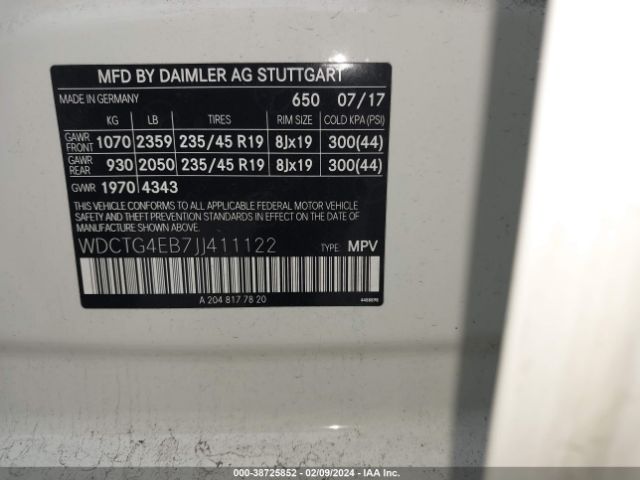 MFD BY DAIMLER AG STUTTGART
MADE IN GERMANY 650 07/17
KG LB TIRES RIM SIZE COLD KPA(PSI)
GAWR FRONT 1070 2359 235/45 R19 8Jx19 300(44)
GAWR REAR 930 2050 235/45 R19 8Jx19 300(44)
GVWR 1970 4343
THIS VEHICLE CONFORMS TO ALL APPLICABLE FEDERAL MOTOR VEHICLE
SAFETY AND THEFT PREVENTION STANDARDS IN EFFECT ON THE DATE
OF MANUFACTURE SHOWN ABOVE.
WDCTG4EB7JJ411122 TYPE MPV
A 204 817 78 20
000-38725852 / 02/09/2024 - IAA Inc.